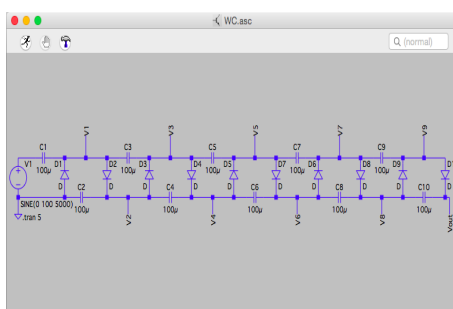 WC.asc
(normal)
V1 V3 V5 V7 V9
C1 C3 C5 C7 C9
V1 D1 D2 D3 D4 D5 D7 D6 D8 D9 D1
100µ 100µ 100µ 100µ 100µ
D D D D D D D D D D
C2 C4 C6 C8 C10
SINE(0 100 5000) 100µ 100µ 100µ 100µ 100µ
.tran 5
V2 V4 V6 V8 Vout